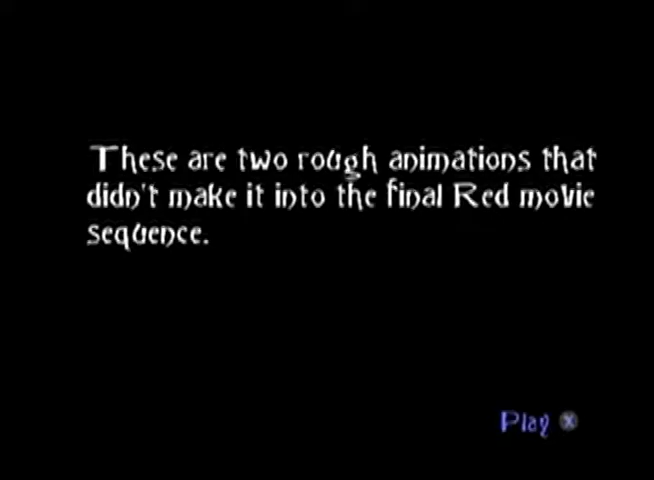 These are two rough animations that
didn't make it into the final Red movie
sequence.
Play X